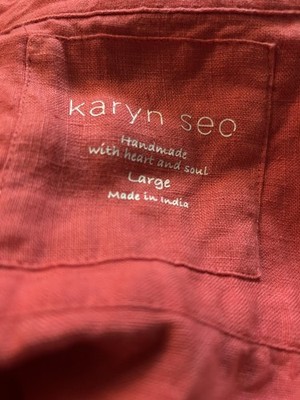 karyn seo
Handmade
with heart and soul
Large
Made in India